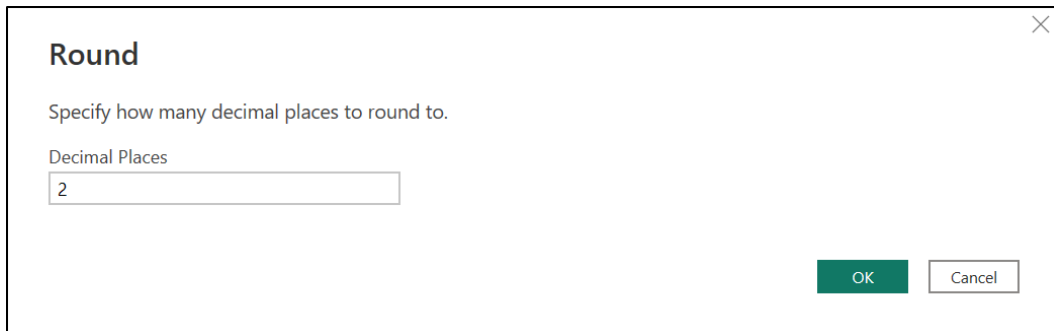 Round
Specify how many decimal places to round to.
Decimal Places
2
OK
Cancel